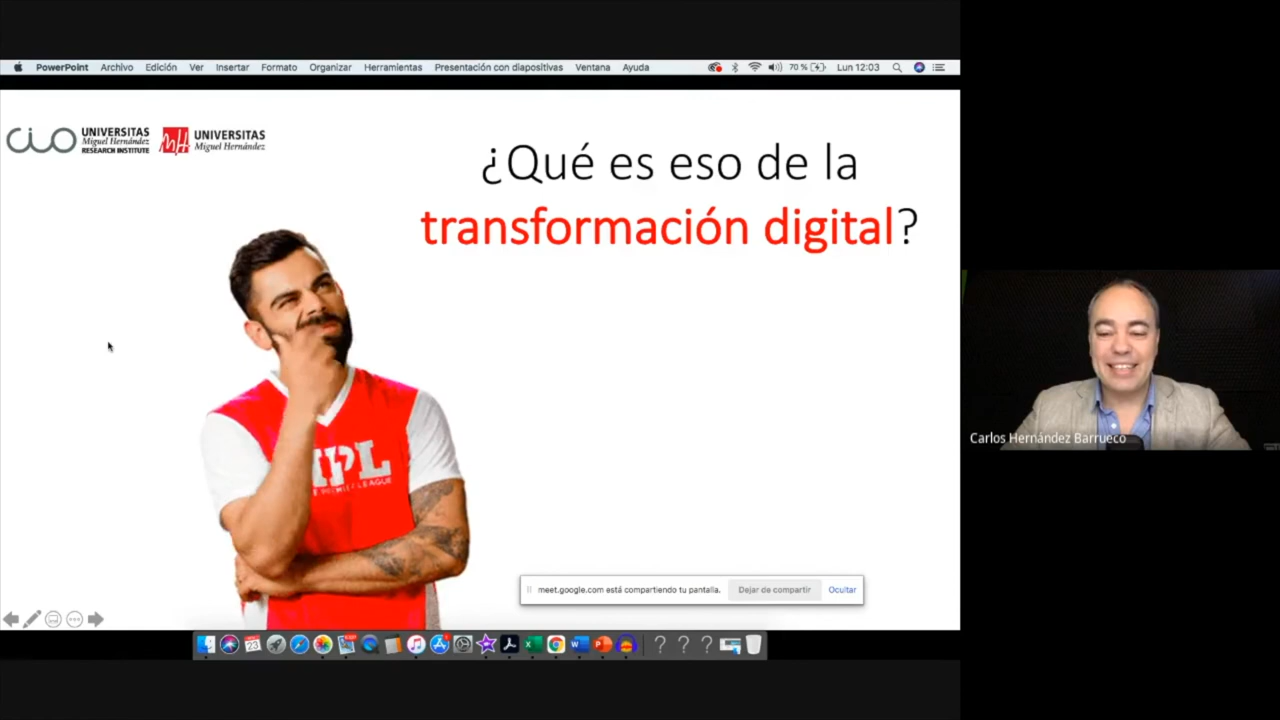 PowerPoint Archivo Edición Ver Insertar Formato Organizar Herramientas Presentación con diapositivas Ventana Ayuda 70 % Lun 12:03
UNIVERSITAS
Miguel Hernández
RESEARCH INSTITUTE
UNIVERSITAS
Miguel Hernández
¿Qué es eso de la
transformación digital?
MPL
Carlos Hernández Barrueco
meet.google.com está compartiendo tu pantalla. Dejar de compartir Ocultar
23